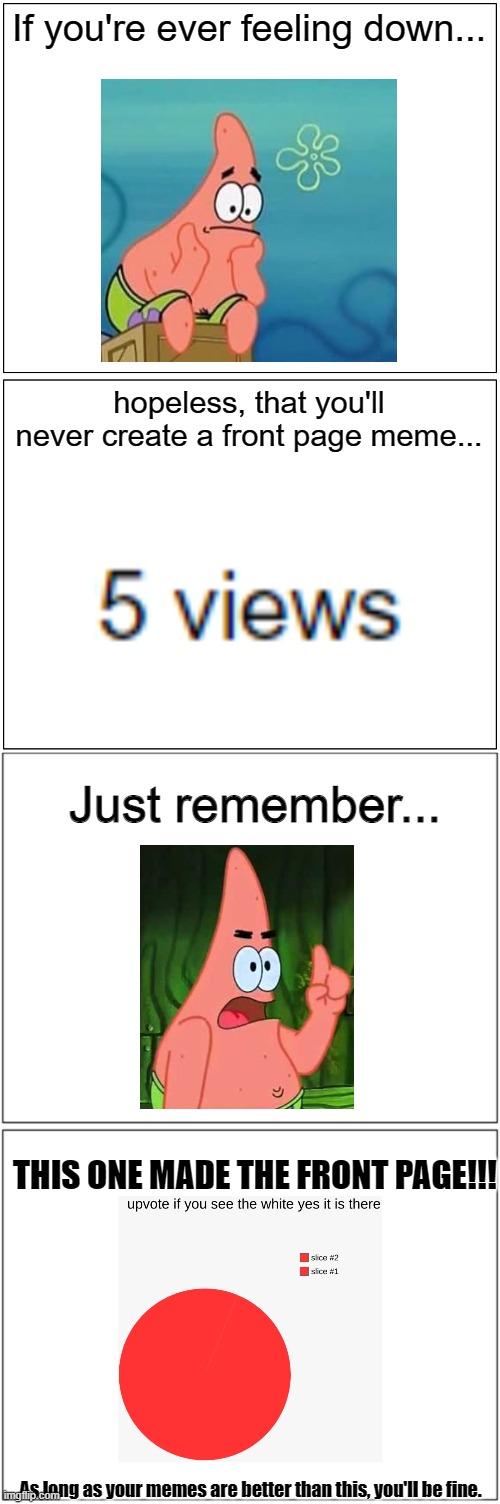 If you're ever feeling down...
hopeless, that you'll
never create a front page meme...
5 views
Just remember...
THIS ONE MADE THE FRONT PAGE!!!
upvote if you see the white yes it is there
slice #2
slice #1
As long as your memes are better than this, you'll be fine.
imgflip.com